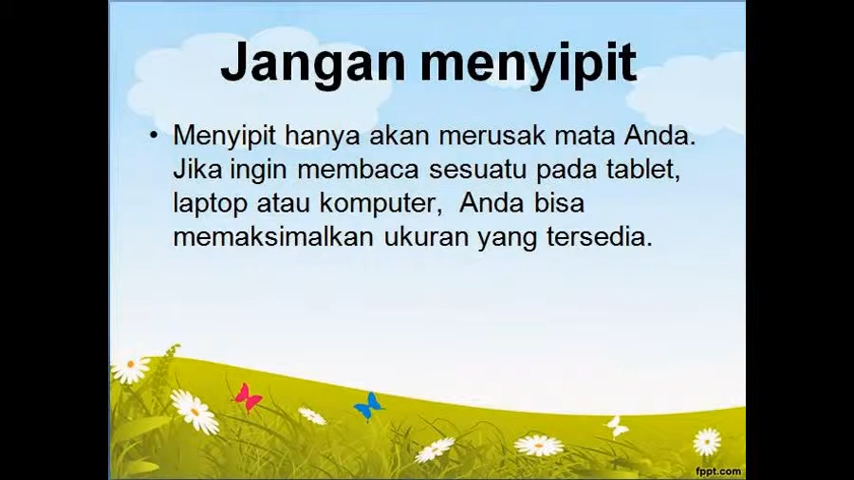 Jangan menyipit
• Menyipit hanya akan merusak mata Anda.
Jika ingin membaca sesuatu pada tablet,
laptop atau komputer, Anda bisa
memaksimalkan ukuran yang tersedia.
fppt.com